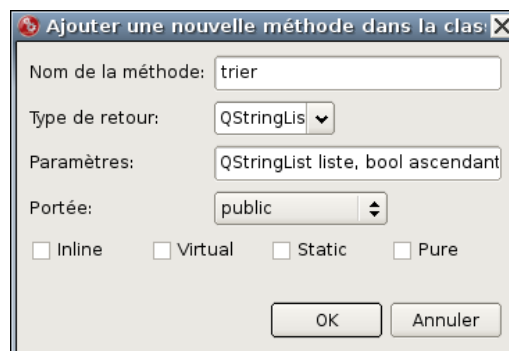 Ajouter une nouvelle méthode dans la clas
Nom de la méthode: trier
Type de retour: QStringLis
Paramètres: QStringList liste, bool ascendant
Portée: public
Inline Virtual Static Pure
OK Annuler